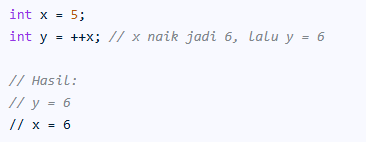 int x = 5;
int y = ++x; // x naik jadi 6, lalu y = 6

// Hasil:
// y = 6
// x = 6